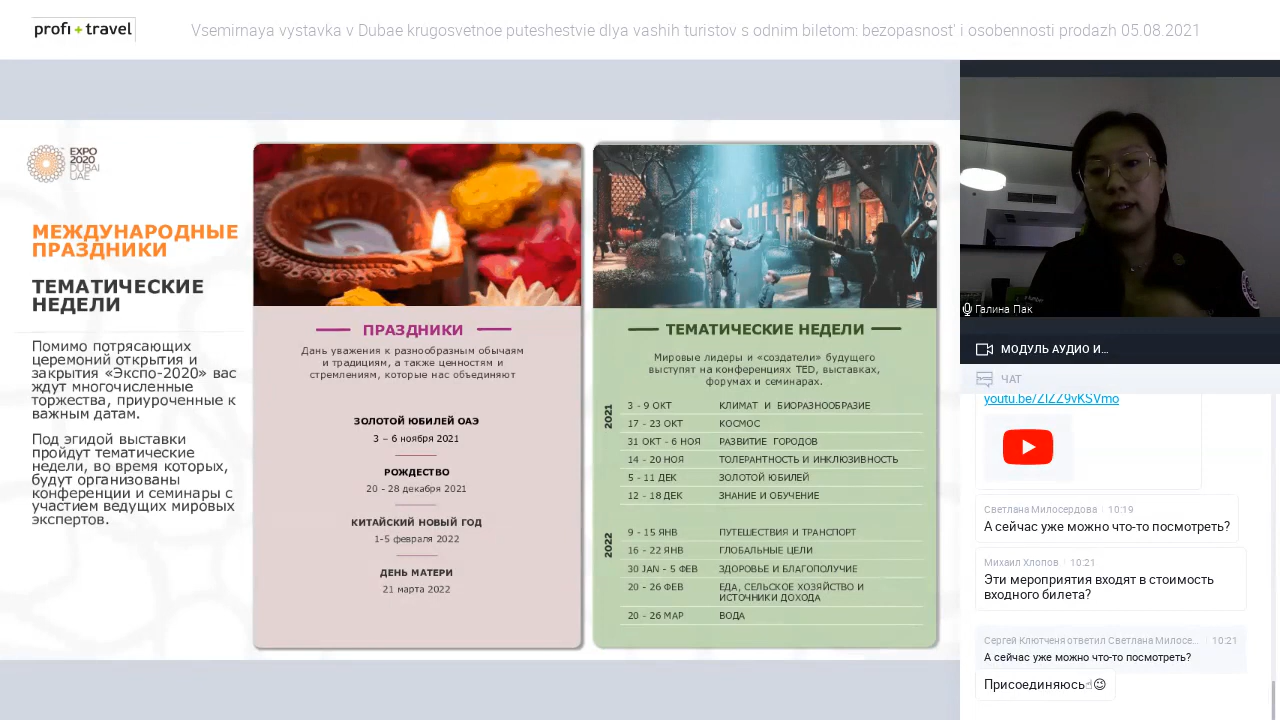 profi + travel
Vsemirnaya vystavka v Dubae krugosvetnoe puteshestvie dlya vashih turistov s odnim biletom: bezopasnost' i osobennosti prodazh 05.08.2021
EXPO
2020
DUBAI
UAE
МЕЖДУНАРОДНЫЕ
ПРАЗДНИКИ
ТЕМАТИЧЕСКИЕ
НЕДЕЛИ
Помимо потрясающих
церемоний открытия и
закрытия «Экспо-2020» вас
ждут многочисленные
торжества, приуроченные к
важным датам.
Под эгидой выставки
пройдут тематические
недели, во время которых,
будут организованы
конференции и семинары с
участием ведущих мировых
экспертов.
ПРАЗДНИКИ
Дань уважения к разнообразным обычаям
и традициям, а также ценностям и
стремлениям, которые нас объединяют
ЗОЛОТОЙ ЮБИЛЕЙ ОАЭ
3 – 6 ноября 2021
РОЖДЕСТВО
20 - 28 декабря 2021
КИТАЙСКИЙ НОВЫЙ ГОД
1-5 февраля 2022
ДЕНЬ МАТЕРИ
21 марта 2022
ТЕМАТИЧЕСКИЕ НЕДЕЛИ
Мировые лидеры и «создатели» будущего
выступят на конференциях TED, выставках,
форумах и семинарах.
2021
3 - 9 ОКТ КЛИМАТ И БИОРАЗНООБРАЗИЕ
17 - 23 ОКТ КОСМОС
31 ОКТ - 6 НОЯ РАЗВИТИЕ ГОРОДОВ
14 - 20 НОЯ ТОЛЕРАНТНОСТЬ И ИНКЛЮЗИВНОСТЬ
5 - 11 ДЕК ЗОЛОТОЙ ЮБИЛЕЙ
12 - 18 ДЕК ЗНАНИЕ И ОБУЧЕНИЕ
2022
9 - 15 ЯНВ ПУТЕШЕСТВИЯ И ТРАНСПОРТ
16 - 22 ЯНВ ГЛОБАЛЬНЫЕ ЦЕЛИ
30 JAN - 5 ФЕВ ЗДОРОВЬЕ И БЛАГОПОЛУЧИЕ
20 - 26 ФЕВ ЕДА, СЕЛЬСКОЕ ХОЗЯЙСТВО И
ИСТОЧНИКИ ДОХОДА
20 - 26 МАР ВОДА
Галина Пак
МОДУЛЬ АУДИО И...
ЧАТ
youtu.be/ZlZZ9vKSVmo
Светлана Милосердова 10:19
А сейчас уже можно что-то посмотреть?
Михаил Хлопов 10:21
Эти мероприятия входят в стоимость
входного билета?
Сергей Ключтеня ответил Светлана Милосе... 10:21
А сейчас уже можно что-то посмотреть?
Присоединяюсь☝😉